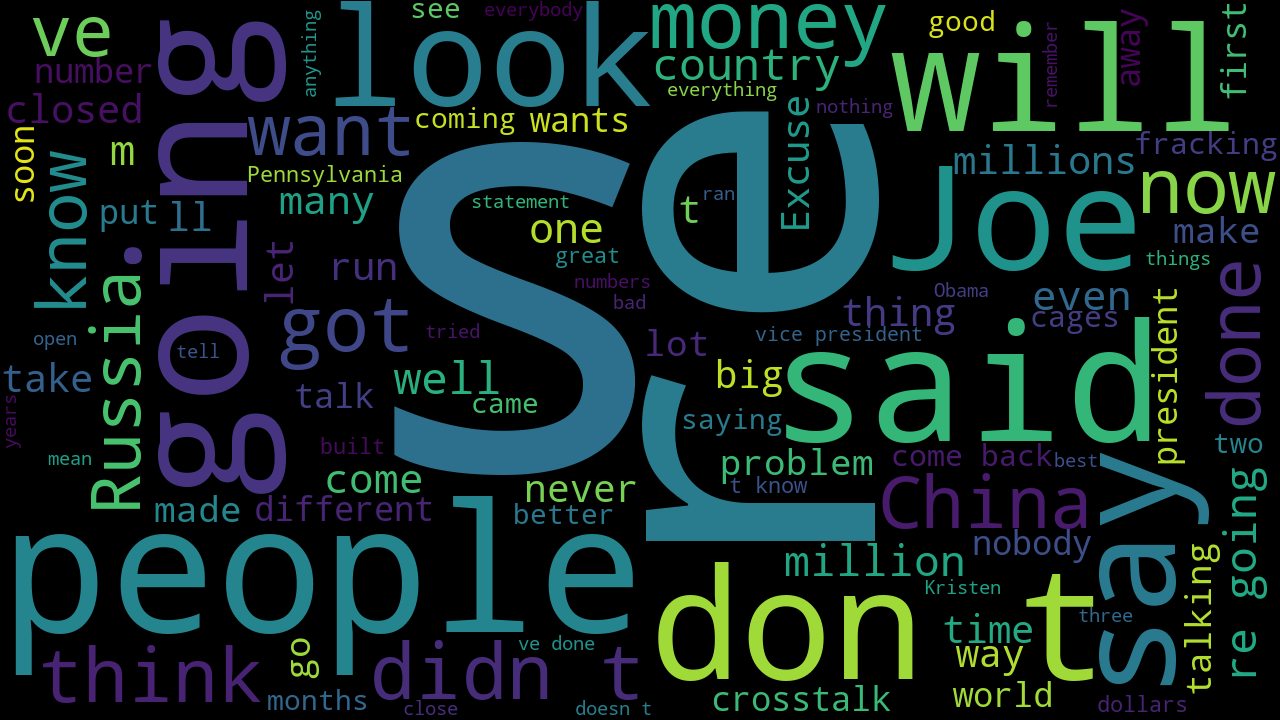 ve
going
look
see
everybody
money
will
good
away
first
number
anything
country
everything
remember
closed
want
coming
wants
nothing
Excuse
fracking
soon
m
know
Pennsylvania
millions
now
many
s
re
Joe
put
ll
statement
one
t
ran
make
great
things
Russia
let
run
numbers
bad
Obama
even
cages
done
got
tried
lot
vice president
thing
said
president
open
tell
take
talk
well
big
came
saying
years
mean
built
come
problem
come back
best
two
people
made
different
never
better
t know
China
say
re going
nobody
million
don t
Kristen
talking
three
time
think
go
didn t
ve done
way
months
close
doesn t
crosstalk
world
dollars